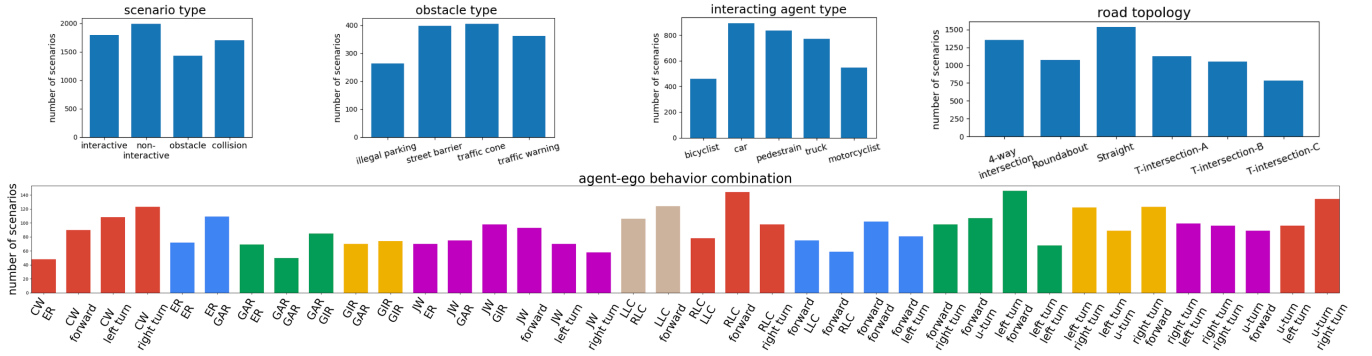 scenario type
number of scenarios
2000
1500
1000
500
0
interactive
non-
interactive
obstacle
collision
obstacle type
number of scenarios
400
300
200
100
0
illegal parking
street barrier
traffic cone
traffic warning
interacting agent type
number of scenarios
800
600
400
200
0
bicyclist
car
pedestrain
truck
motorcyclist
road topology
number of scenarios
1500
1250
1000
750
500
250
0
4-way
intersection
Roundabout
Straight
T-intersection-A
T-intersection-B
T-intersection-C
agent-ego behavior combination
number of scenarios
140
120
100
80
60
40
20
0
CW
ER
CW
forward
CW
left turn
CW
right turn
ER
ER
ER
GAR
GAR
ER
GAR
GAR
GAR
GIR
GIR
GAR
GIR
GIR
JW
ER
JW
GAR
JW
GIR
JW
forward
JW
left turn
JW
right turn
LLC
RLC
LLC
forward
RLC
LLC
RLC
forward
RLC
right turn
forward
LLC
forward
RLC
forward
forward
forward
left turn
forward
right turn
forward
u-turn
left turn
forward
left turn
left turn
left turn
right turn
left turn
u-turn
right turn
forward
right turn
left turn
right turn
right turn
u-turn
forward
u-turn
left turn
u-turn
right turn